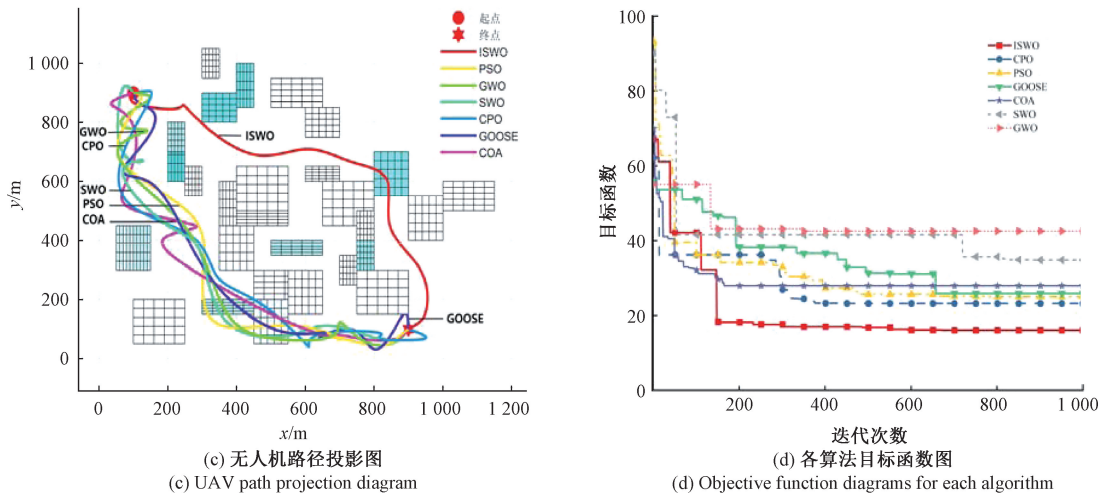 起点
终点
ISWO
PSO
GWO
SWO
CPO
GOOSE
COA
1 000
800
600
400
200
0
y/m
GWO
CPO
SWO
PSO
COA
ISWO
GOOSE
0
200
400
600
800
1 000
1 200
x/m
(c) 无人机路径投影图
(c) UAV path projection diagram
100
80
60
40
20
0
目标函数
ISWO
CPO
PSO
GOOSE
COA
SWO
GWO
200
400
600
800
1 000
迭代次数
(d) 各算法目标函数图
(d) Objective function diagrams for each algorithm